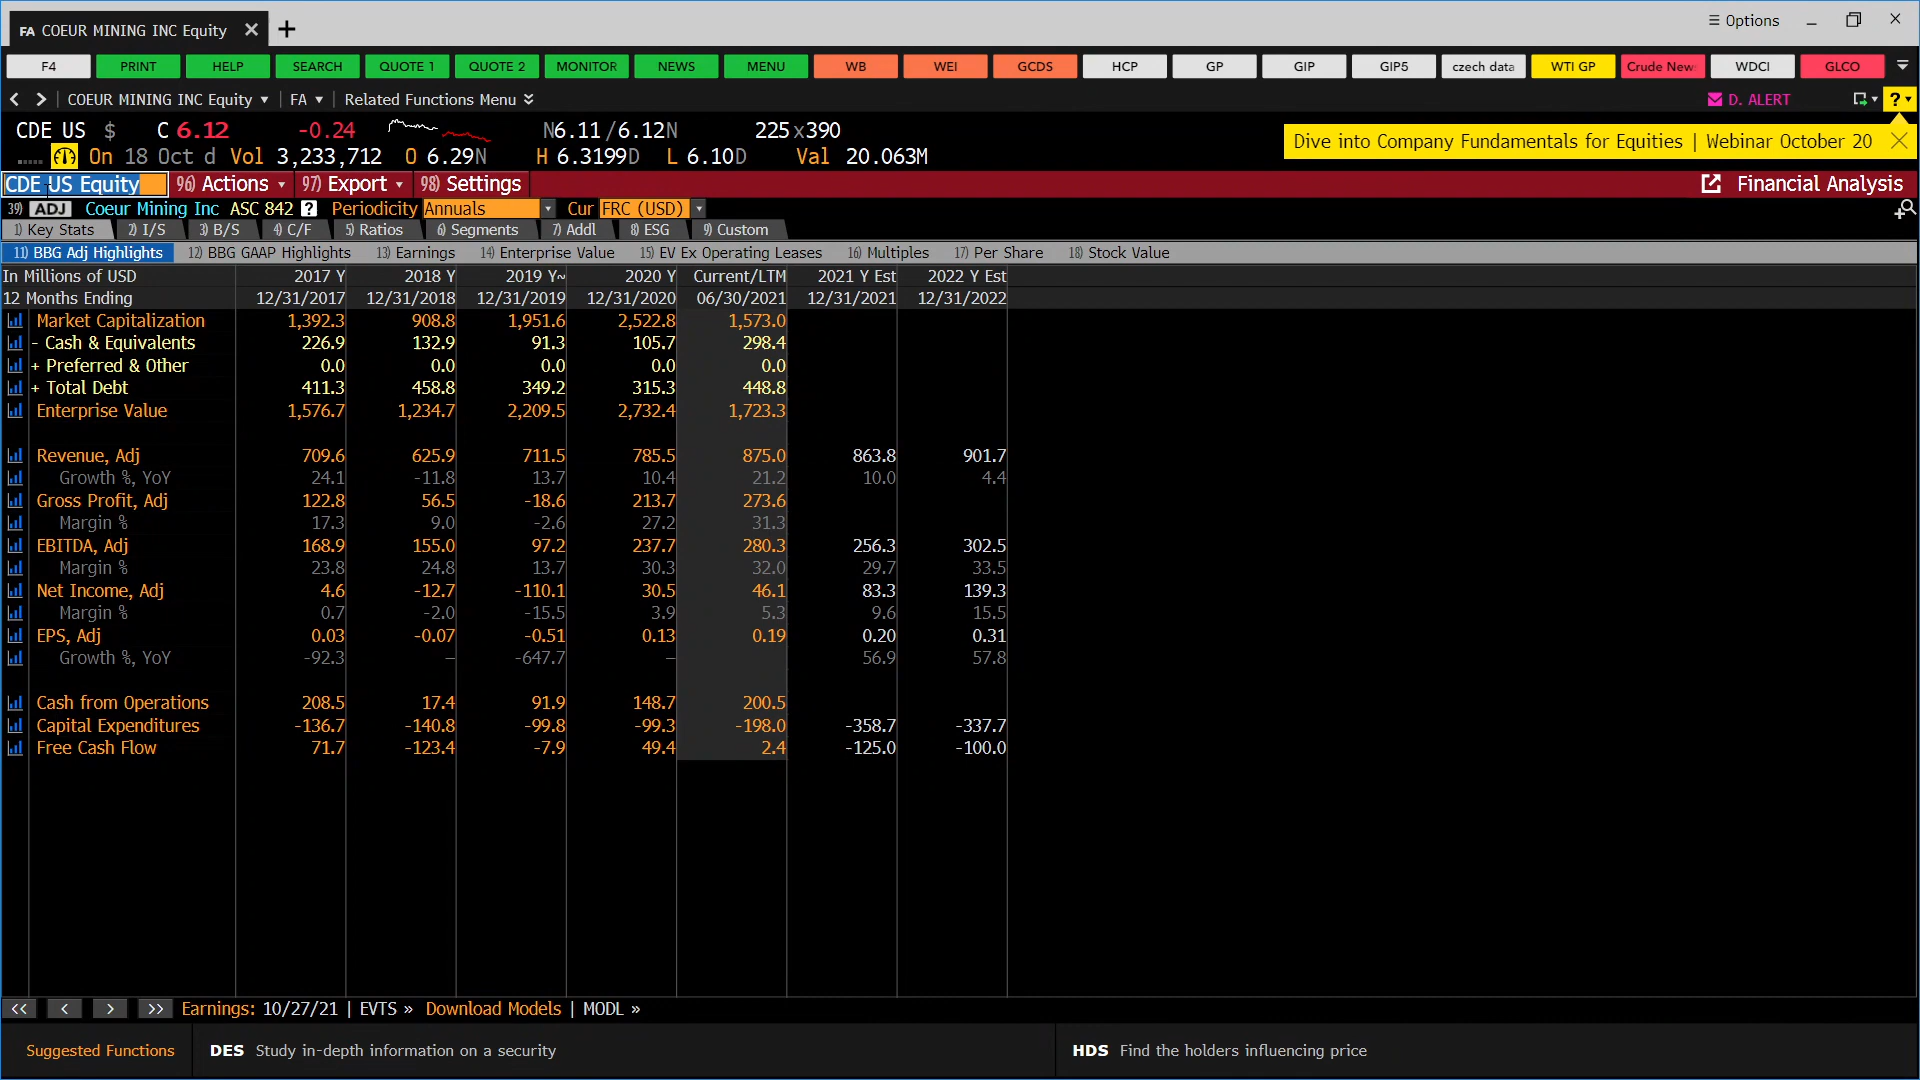 FA COEUR MINING INC Equity
Options
F4 PRINT HELP SEARCH QUOTE 1 QUOTE 2 MONITOR NEWS MENU WB WEI GCDS HCP GP GIP GIP5 czech data WTI GP Crude New WDCI GLCO
COEUR MINING INC Equity FA Related Functions Menu D. ALERT ?
CDE US $ C 6.12 -0.24 N6.11/6.12N 225x390
Dive into Company Fundamentals for Equities | Webinar October 20
On 18 Oct d Vol 3,233,712 O 6.29N H 6.3199D L 6.10D Val 20.063M
CDE US Equity 96) Actions 97) Export 98) Settings Financial Analysis
39) ADJ Coeur Mining Inc ASC 842 ? Periodicity Annuals Cur FRC (USD)
1) Key Stats 2) I/S 3) B/S 4) C/F 5) Ratios 6) Segments 7) Addl 8) ESG 9) Custom
11) BBG Adj Highlights 12) BBG GAAP Highlights 13) Earnings 14) Enterprise Value 15) EV Ex Operating Leases 16) Multiples 17) Per Share 18) Stock Value
In Millions of USD 2017 Y 2018 Y 2019 Y~ 2020 Y Current/LTM 2021 Y Est 2022 Y Est
12 Months Ending 12/31/2017 12/31/2018 12/31/2019 12/31/2020 06/30/2021 12/31/2021 12/31/2022
Market Capitalization 1,392.3 908.8 1,951.6 2,522.8 1,573.0
- Cash & Equivalents 226.9 132.9 91.3 105.7 298.4
+ Preferred & Other 0.0 0.0 0.0 0.0 0.0
+ Total Debt 411.3 458.8 349.2 315.3 448.8
Enterprise Value 1,576.7 1,234.7 2,209.5 2,732.4 1,723.3
Revenue, Adj 709.6 625.9 711.5 785.5 875.0 863.8 901.7
Growth %, YoY 24.1 -11.8 13.7 10.4 21.2 10.0 4.4
Gross Profit, Adj 122.8 56.5 -18.6 213.7 273.6
Margin % 17.3 9.0 -2.6 27.2 31.3
EBITDA, Adj 168.9 155.0 97.2 237.7 280.3 256.3 302.5
Margin % 23.8 24.8 13.7 30.3 32.0 29.7 33.5
Net Income, Adj 4.6 -12.7 -110.1 30.5 46.1 83.3 139.3
Margin % 0.7 -2.0 -15.5 3.9 5.3 9.6 15.5
EPS, Adj 0.03 -0.07 -0.51 0.13 0.19 0.20 0.31
Growth %, YoY -92.3 – -647.7 – 56.9 57.8
Cash from Operations 208.5 17.4 91.9 148.7 200.5
Capital Expenditures -136.7 -140.8 -99.8 -99.3 -198.0 -358.7 -337.7
Free Cash Flow 71.7 -123.4 -7.9 49.4 2.4 -125.0 -100.0
<< < > >> Earnings: 10/27/21 | EVTS » Download Models | MODL »
Suggested Functions DES Study in-depth information on a security HDS Find the holders influencing price